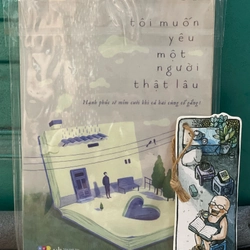 tôi muốn
yêu
một
người
thật lâu
Hạnh phúc sẽ mỉm cười khi cả hai cùng cố gắng!